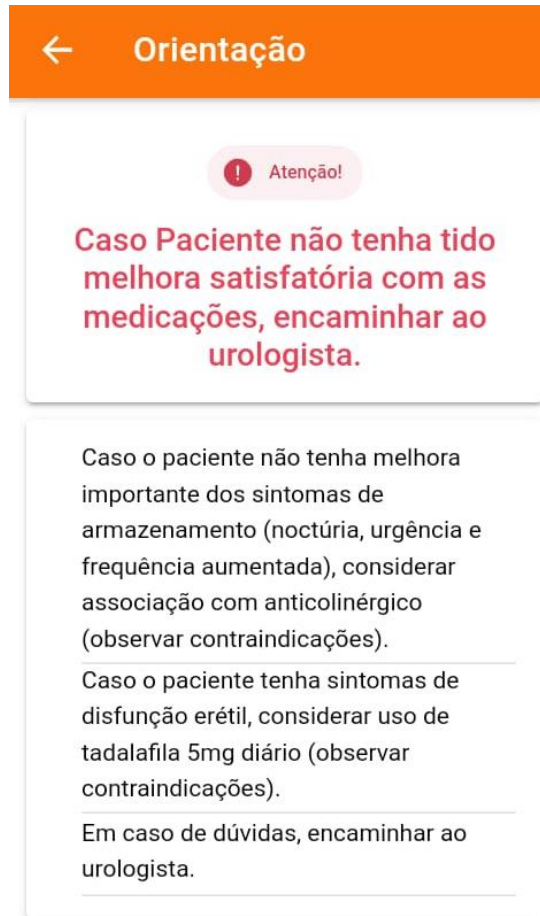 Orientação
Atenção!
Caso Paciente não tenha tido
melhora satisfatória com as
medicações, encaminhar ao
urologista.
Caso o paciente não tenha melhora
importante dos sintomas de
armazenamento (noctúria, urgência e
frequência aumentada), considerar
associação com anticolinérgico
(observar contraindicações).
Caso o paciente tenha sintomas de
disfunção erétil, considerar uso de
tadalafila 5mg diário (observar
contraindicações).
Em caso de dúvidas, encaminhar ao
urologista.